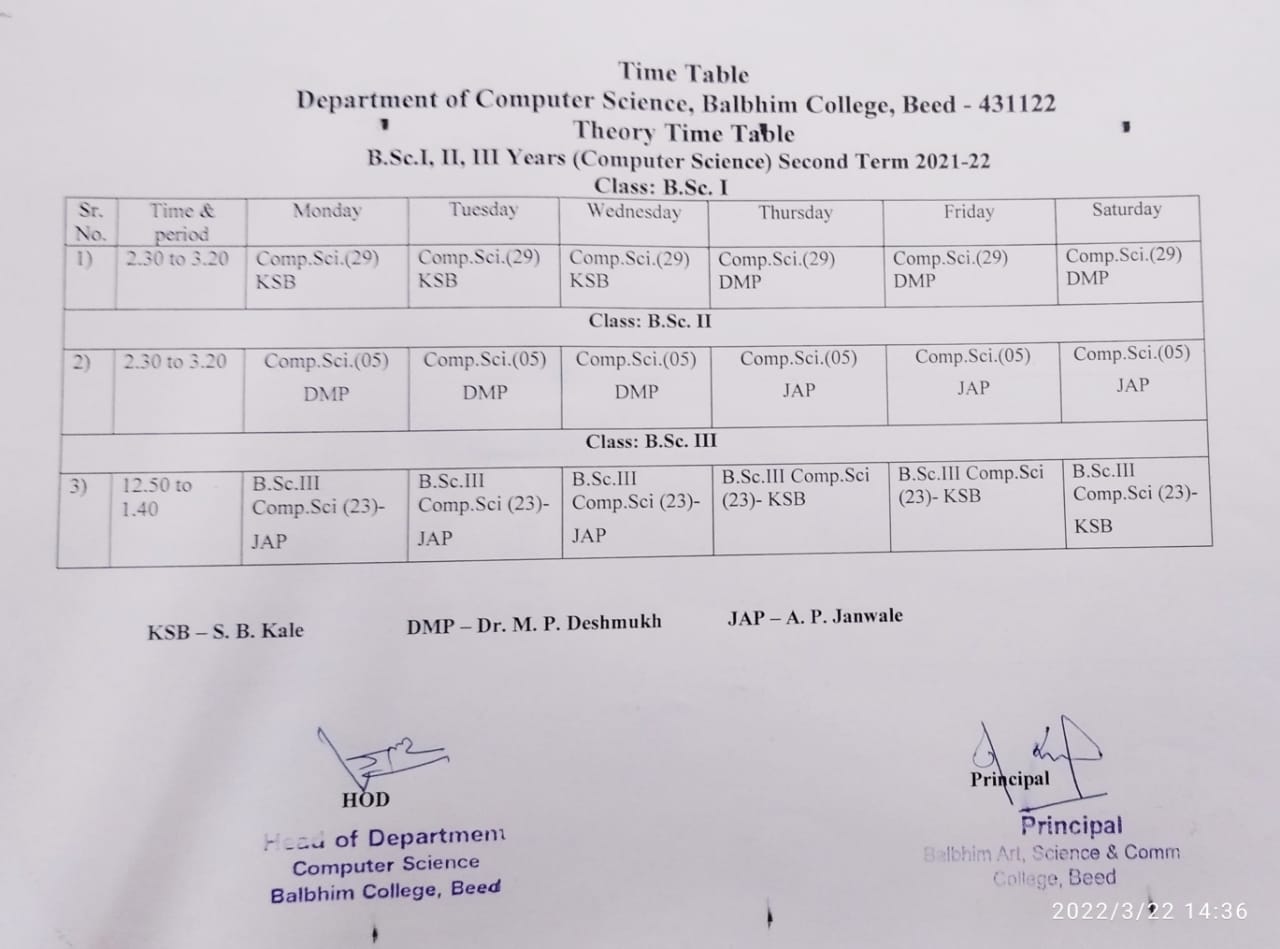 Time Table
Department of Computer Science, Balbhim College, Beed - 431122
Theory Time Table
B.Sc.I, II, III Years (Computer Science) Second Term 2021-22
Class: B.Sc. I
Sr. No. Time & period Monday Tuesday Wednesday Thursday Friday Saturday
1) 2.30 to 3.20 Comp.Sci.(29) KSB Comp.Sci.(29) KSB Comp.Sci.(29) KSB Comp.Sci.(29) DMP Comp.Sci.(29) DMP Comp.Sci.(29) DMP
Class: B.Sc. II
2) 2.30 to 3.20 Comp.Sci.(05) DMP Comp.Sci.(05) DMP Comp.Sci.(05) DMP Comp.Sci.(05) JAP Comp.Sci.(05) JAP Comp.Sci.(05) JAP
Class: B.Sc. III
3) 12.50 to 1.40 B.Sc.III Comp.Sci (23)- JAP B.Sc.III Comp.Sci (23)- JAP B.Sc.III Comp.Sci (23)- JAP B.Sc.III Comp.Sci (23)- KSB B.Sc.III Comp.Sci (23)- KSB B.Sc.III Comp.Sci (23)- KSB
KSB – S. B. Kale DMP – Dr. M. P. Deshmukh JAP – A. P. Janwale
HOD
Head of Department
Computer Science
Balbhim College, Beed
Principal
Principal
Balbhim Art, Science & Comm
College, Beed
2022/3/22 14:36